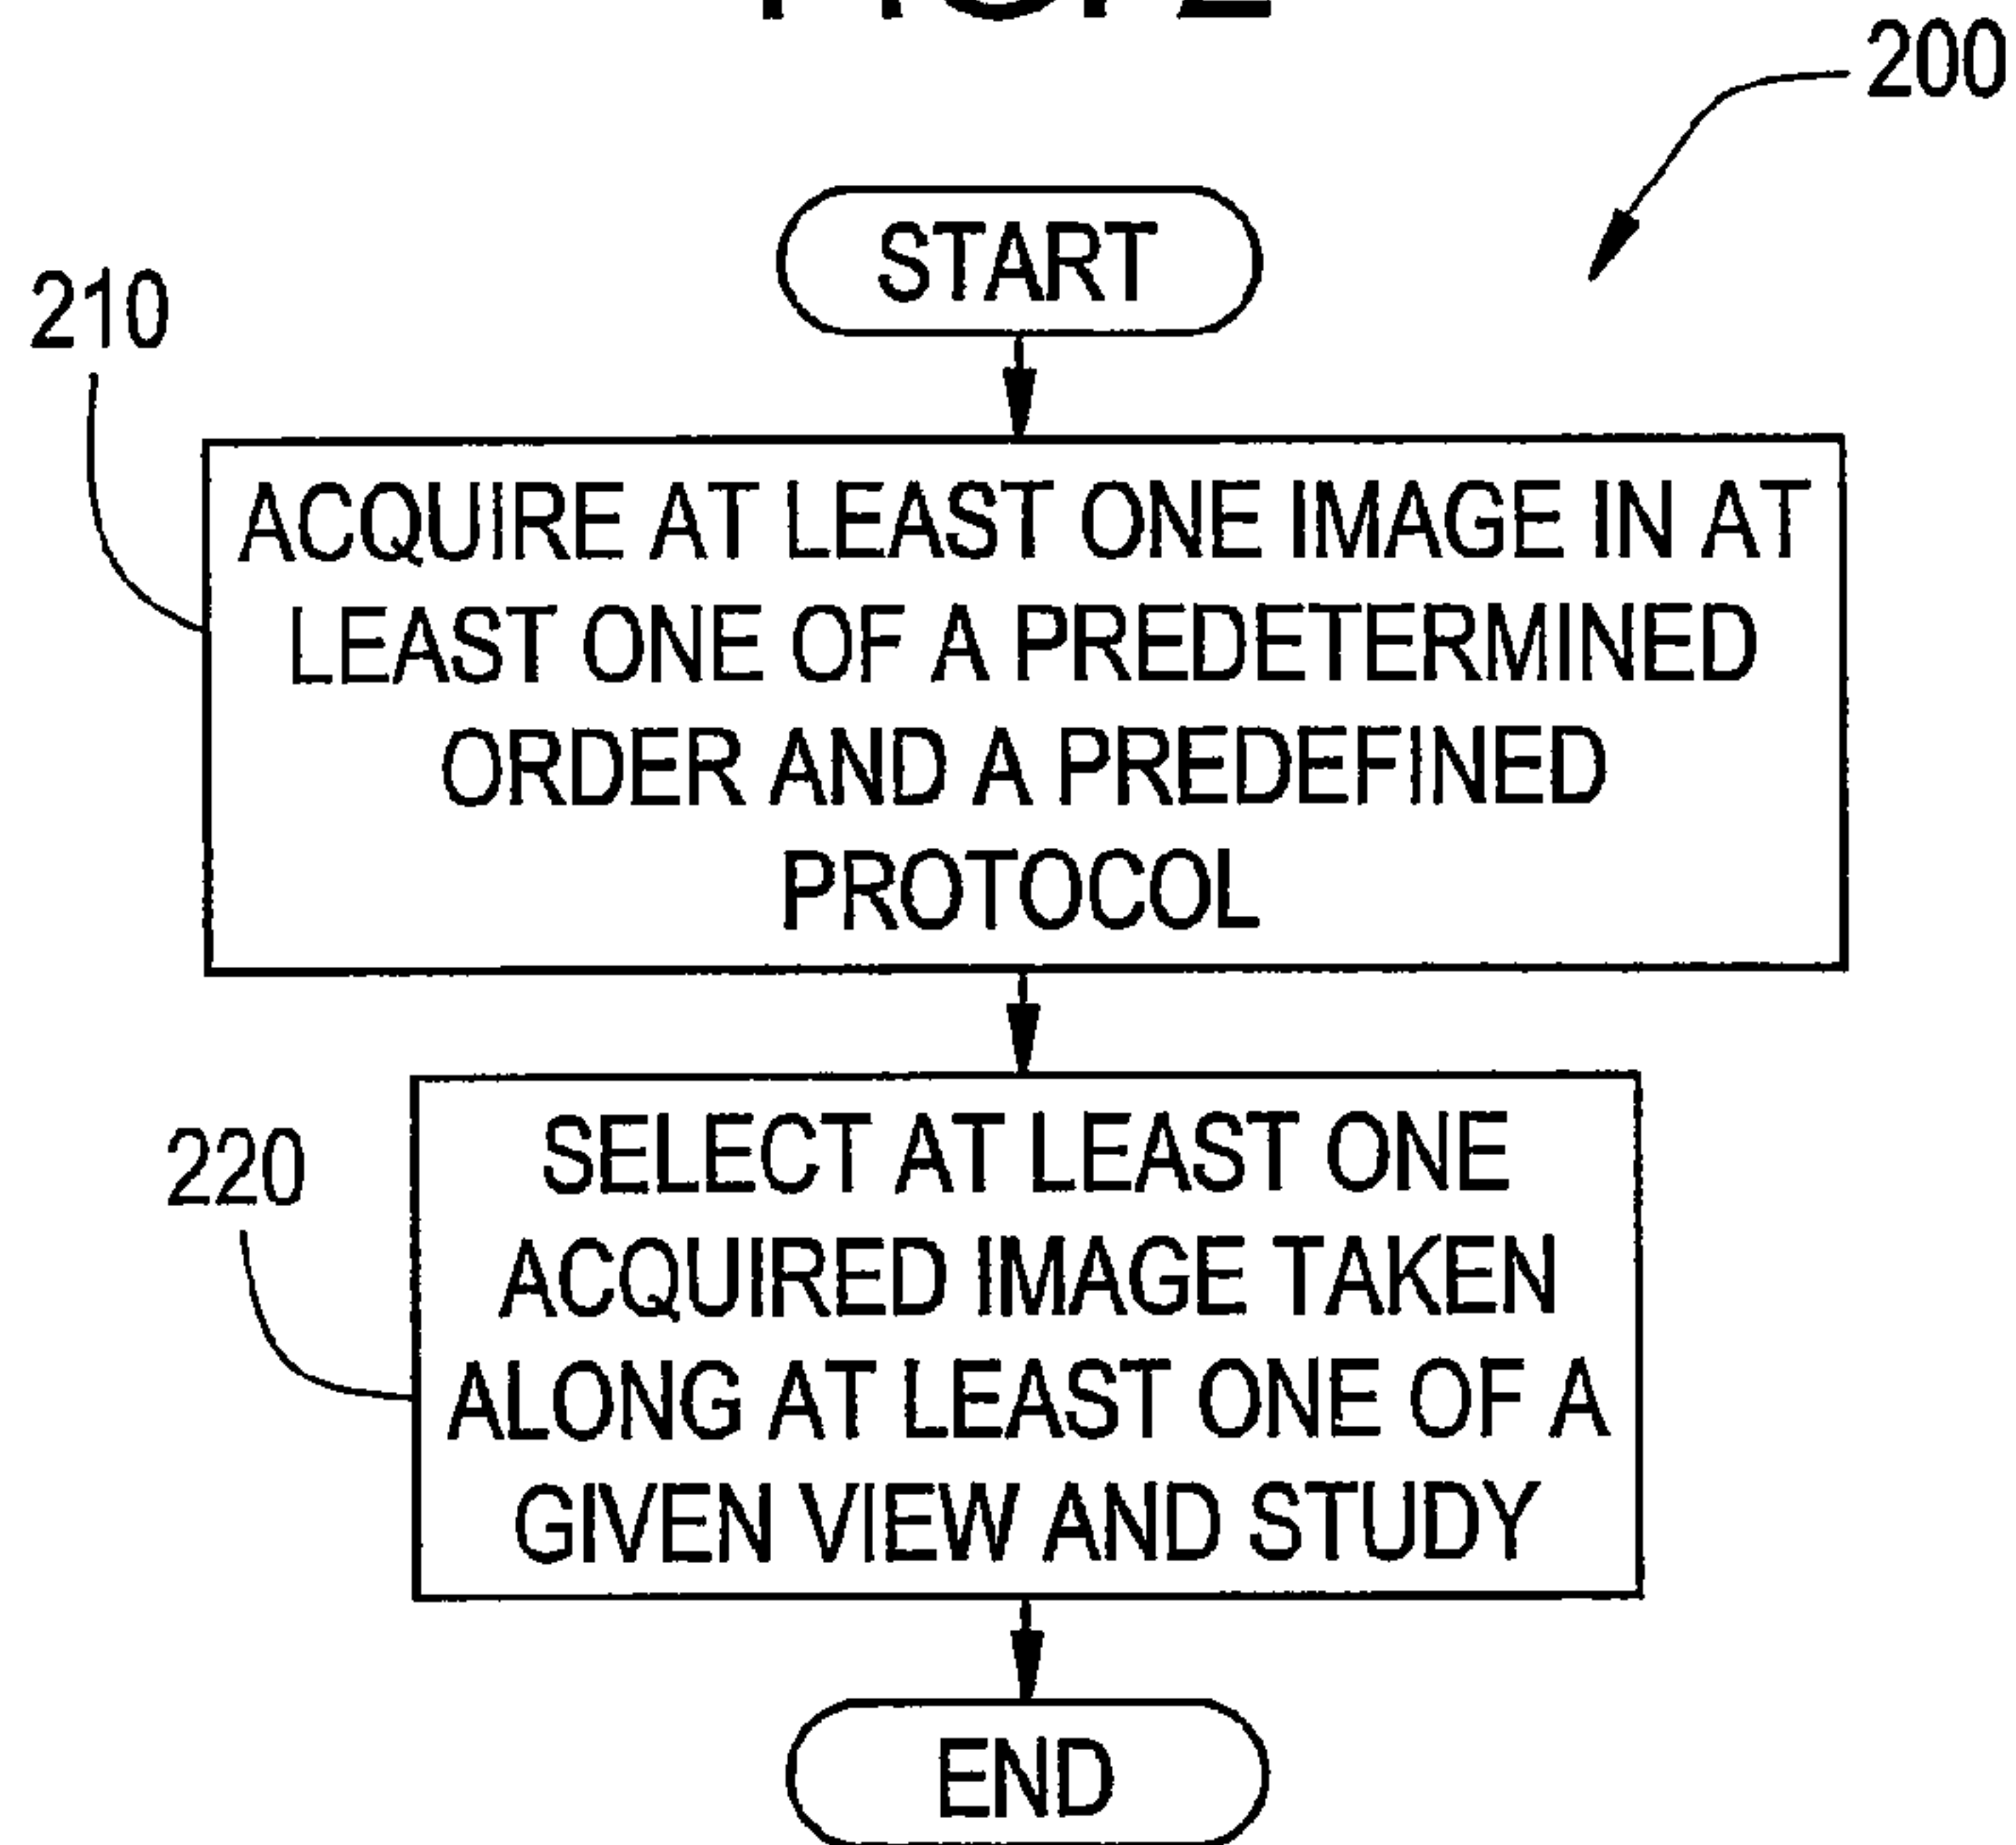 200
START
210
ACQUIRE AT LEAST ONE IMAGE IN AT
LEAST ONE OF A PREDETERMINED
ORDER AND A PREDEFINED
PROTOCOL
220
SELECT AT LEAST ONE
ACQUIRED IMAGE TAKEN
ALONG AT LEAST ONE OF A
GIVEN VIEW AND STUDY
END